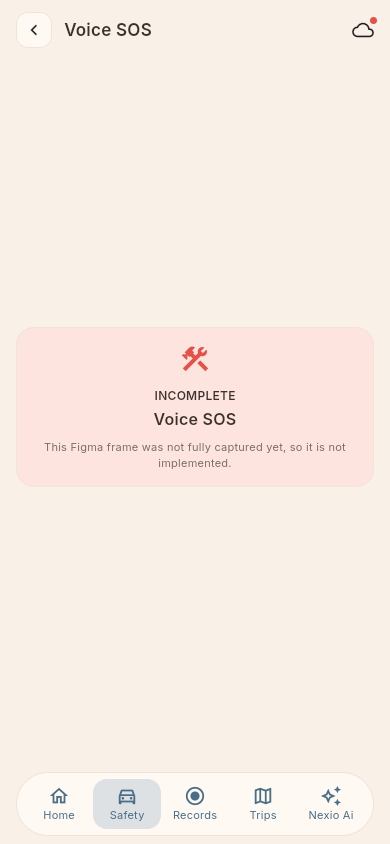 Voice SOS
INCOMPLETE
Voice SOS
This Figma frame was not fully captured yet, so it is not
implemented.
Home
Safety
Records
Trips
Nexio Ai